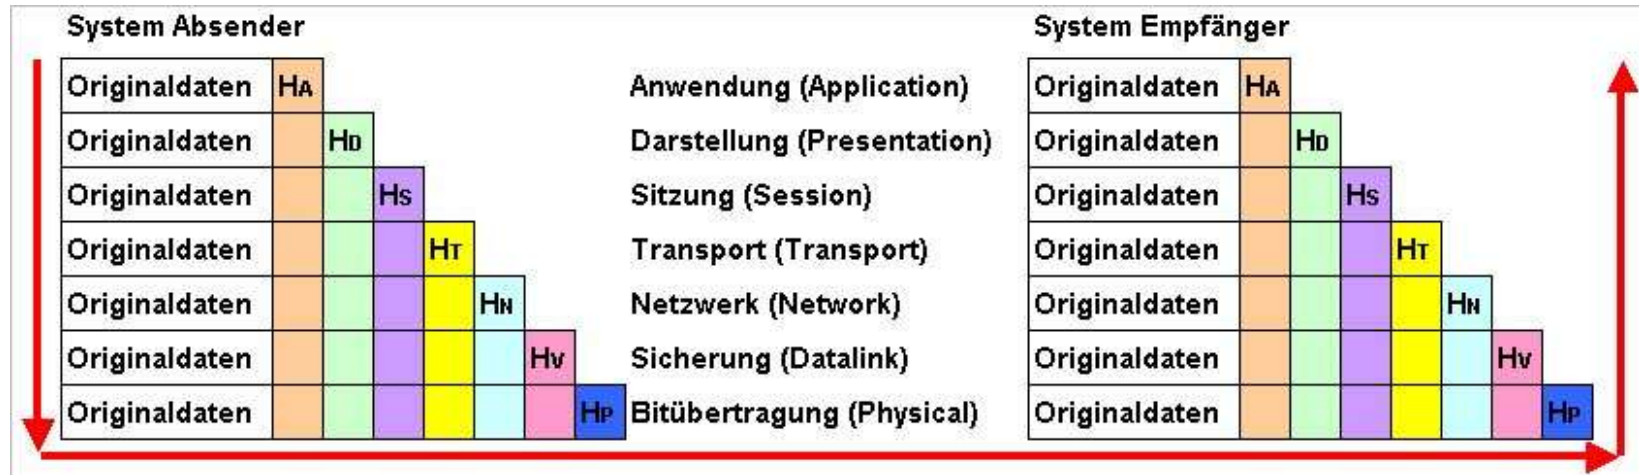 System Absender System Empfänger
Originaldaten HA Anwendung (Application) Originaldaten HA
Originaldaten HD Darstellung (Presentation) Originaldaten HD
Originaldaten HS Sitzung (Session) Originaldaten HS
Originaldaten HT Transport (Transport) Originaldaten HT
Originaldaten HN Netzwerk (Network) Originaldaten HN
Originaldaten HV Sicherung (Datalink) Originaldaten HV
Originaldaten HP Bitübertragung (Physical) Originaldaten HP